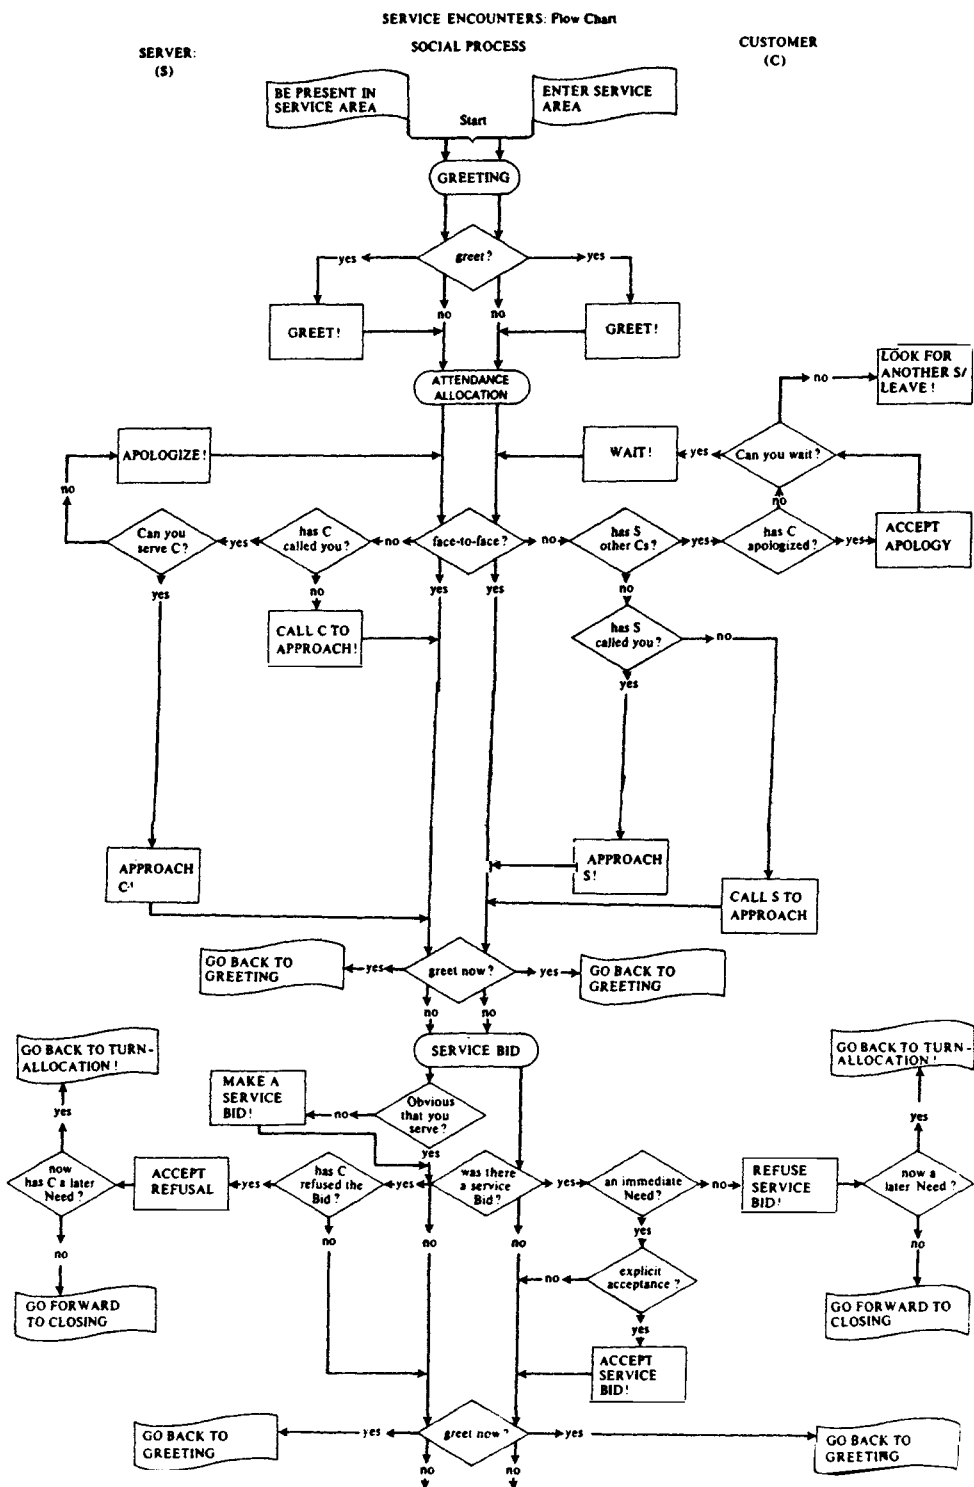 SERVICE ENCOUNTERS: Flow Chart
SERVER:
(S)
SOCIAL PROCESS
CUSTOMER
(C)
BE PRESENT IN
SERVICE AREA
ENTER SERVICE
AREA
Start
GREETING
greet?
yes
yes
no
no
GREET!
GREET!
ATTENDANCE
ALLOCATION
LOOK FOR
ANOTHER S/
LEAVE!
no
APOLOGIZE!
WAIT!
yes
Can you wait?
no
no
Can you
serve C?
yes
has C
called you?
no
face-to-face?
no
has S
other Cs?
yes
has C
apologized?
yes
ACCEPT
APOLOGY
yes
no
yes
yes
no
CALL C TO
APPROACH!
has S
called you?
no
yes
APPROACH
C!
APPROACH
S!
CALL S TO
APPROACH
GO BACK TO
GREETING
yes
greet now?
yes
GO BACK TO
GREETING
no
no
SERVICE BID
GO BACK TO TURN-
ALLOCATION!
GO BACK TO TURN-
ALLOCATION!
MAKE A
SERVICE
BID!
no
Obvious
that you
serve?
yes
yes
yes
now
has C a later
Need?
ACCEPT
REFUSAL
yes
has C
refused the
Bid?
yes
was there
a service
Bid?
yes
an immediate
Need?
no
REFUSE
SERVICE
BID!
now a
later Need?
no
no
no
no
yes
no
no
explicit
acceptance?
yes
GO FORWARD
TO CLOSING
GO FORWARD TO
CLOSING
ACCEPT
SERVICE
BID!
GO BACK TO
GREETING
yes
greet now?
yes
GO BACK TO
GREETING
no
no